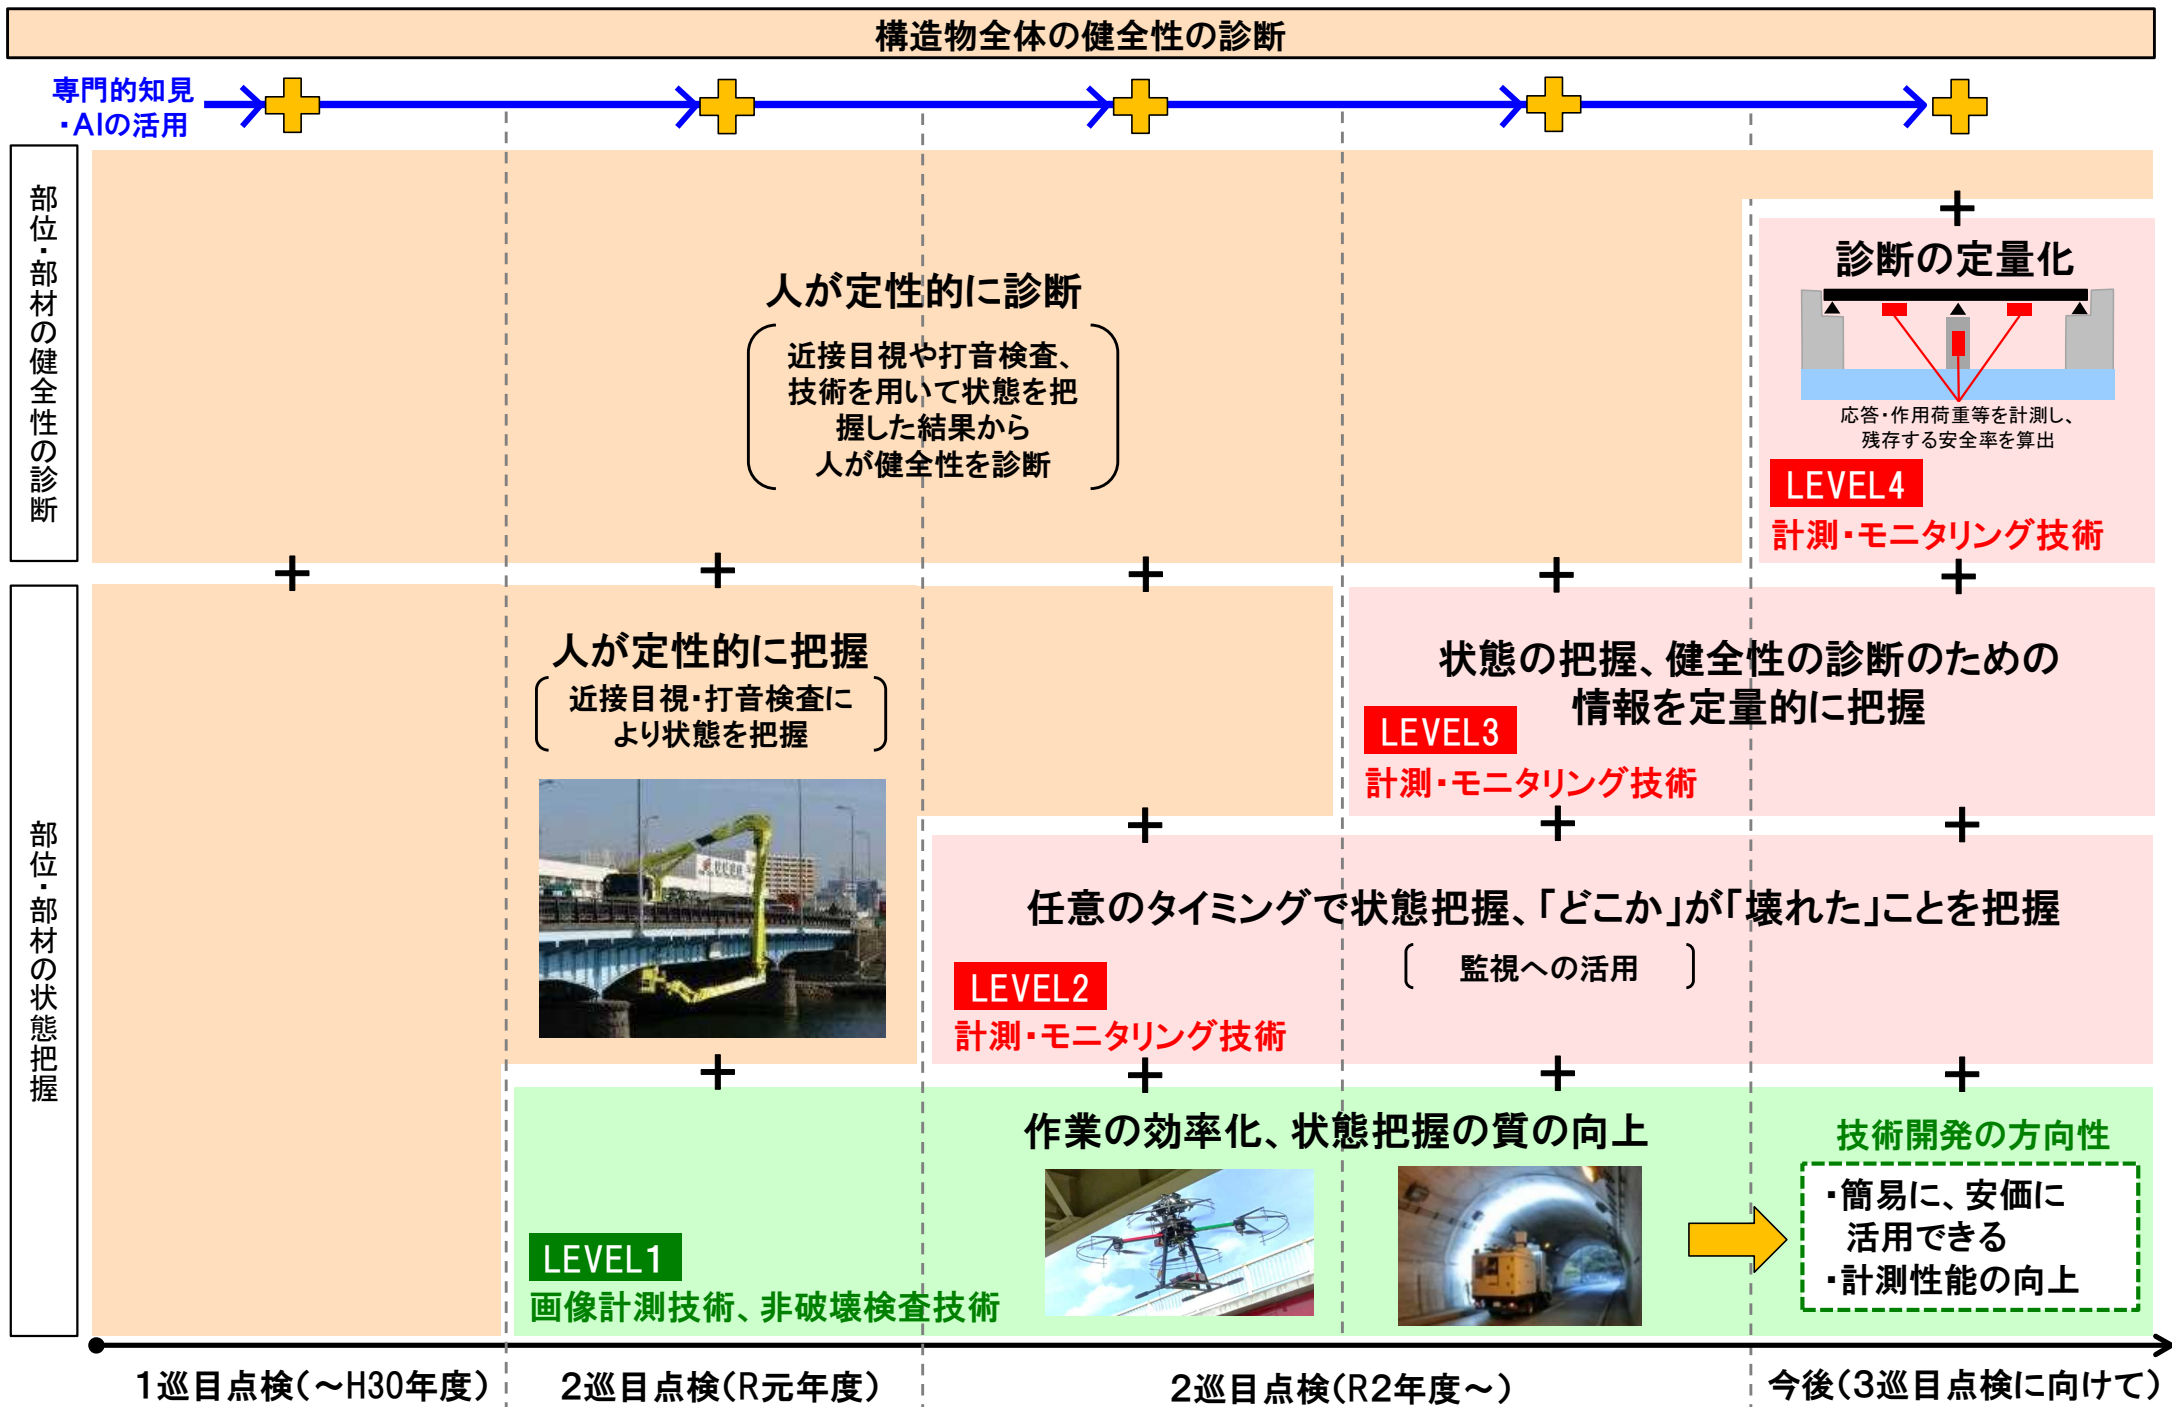 構造物全体の健全性の診断
専門的知見
・AIの活用
部位・部材の健全性の診断
人が定性的に診断
近接目視や打音検査、
技術を用いて状態を把
握した結果から
人が健全性を診断
診断の定量化
応答・作用荷重等を計測し、
残存する安全率を算出
LEVEL4
計測・モニタリング技術
部位・部材の状態把握
人が定性的に把握
近接目視・打音検査に
より状態を把握
状態の把握、健全性の診断のための
情報を定量的に把握
LEVEL3
計測・モニタリング技術
任意のタイミングで状態把握、「どこか」が「壊れた」ことを把握
監視への活用
LEVEL2
計測・モニタリング技術
作業の効率化、状態把握の質の向上
LEVEL1
画像計測技術、非破壊検査技術
技術開発の方向性
・簡易に、安価に
活用できる
・計測性能の向上
1巡目点検(～H30年度)
2巡目点検(R元年度)
2巡目点検(R2年度～)
今後(3巡目点検に向けて)